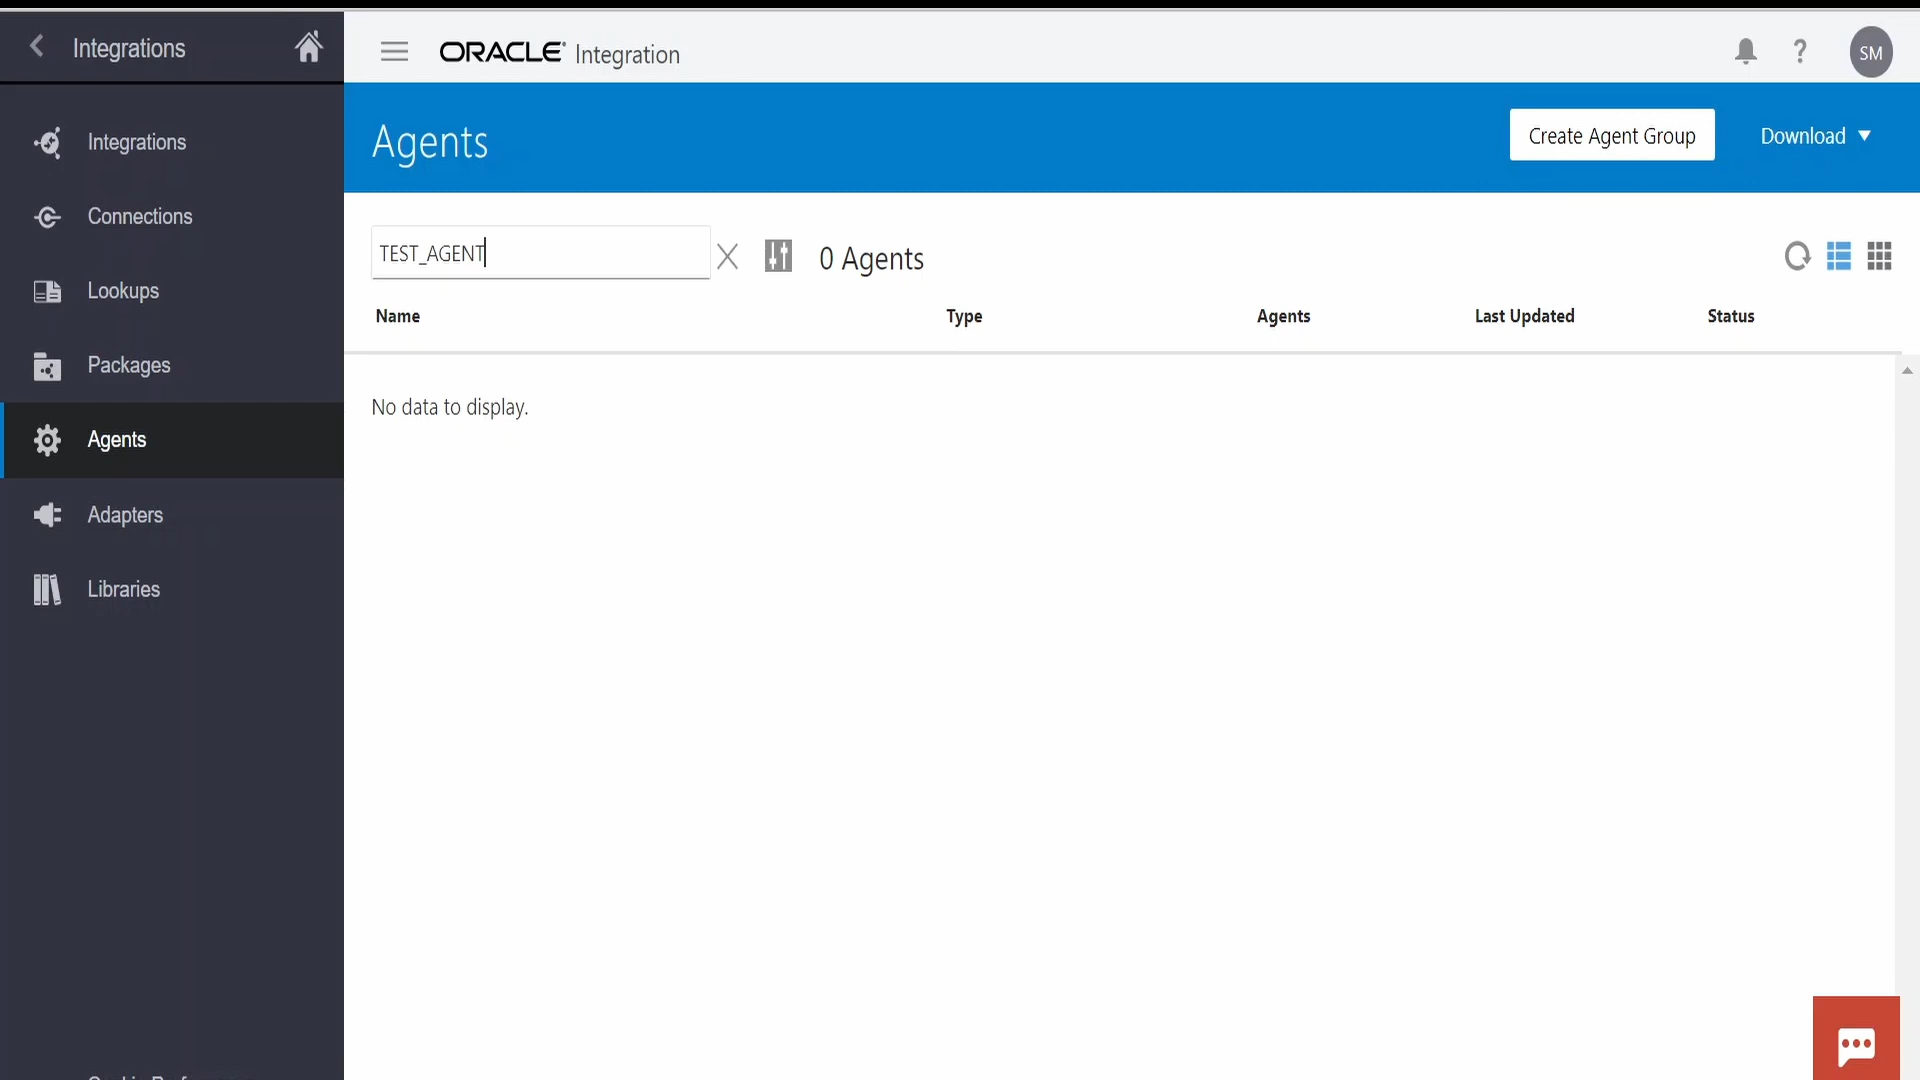 Integrations
ORACLE Integration
SM
Integrations
Connections
Lookups
Packages
Agents
Adapters
Libraries
Agents
Create Agent Group
Download
TEST_AGENT
0 Agents
Name Type Agents Last Updated Status
No data to display.